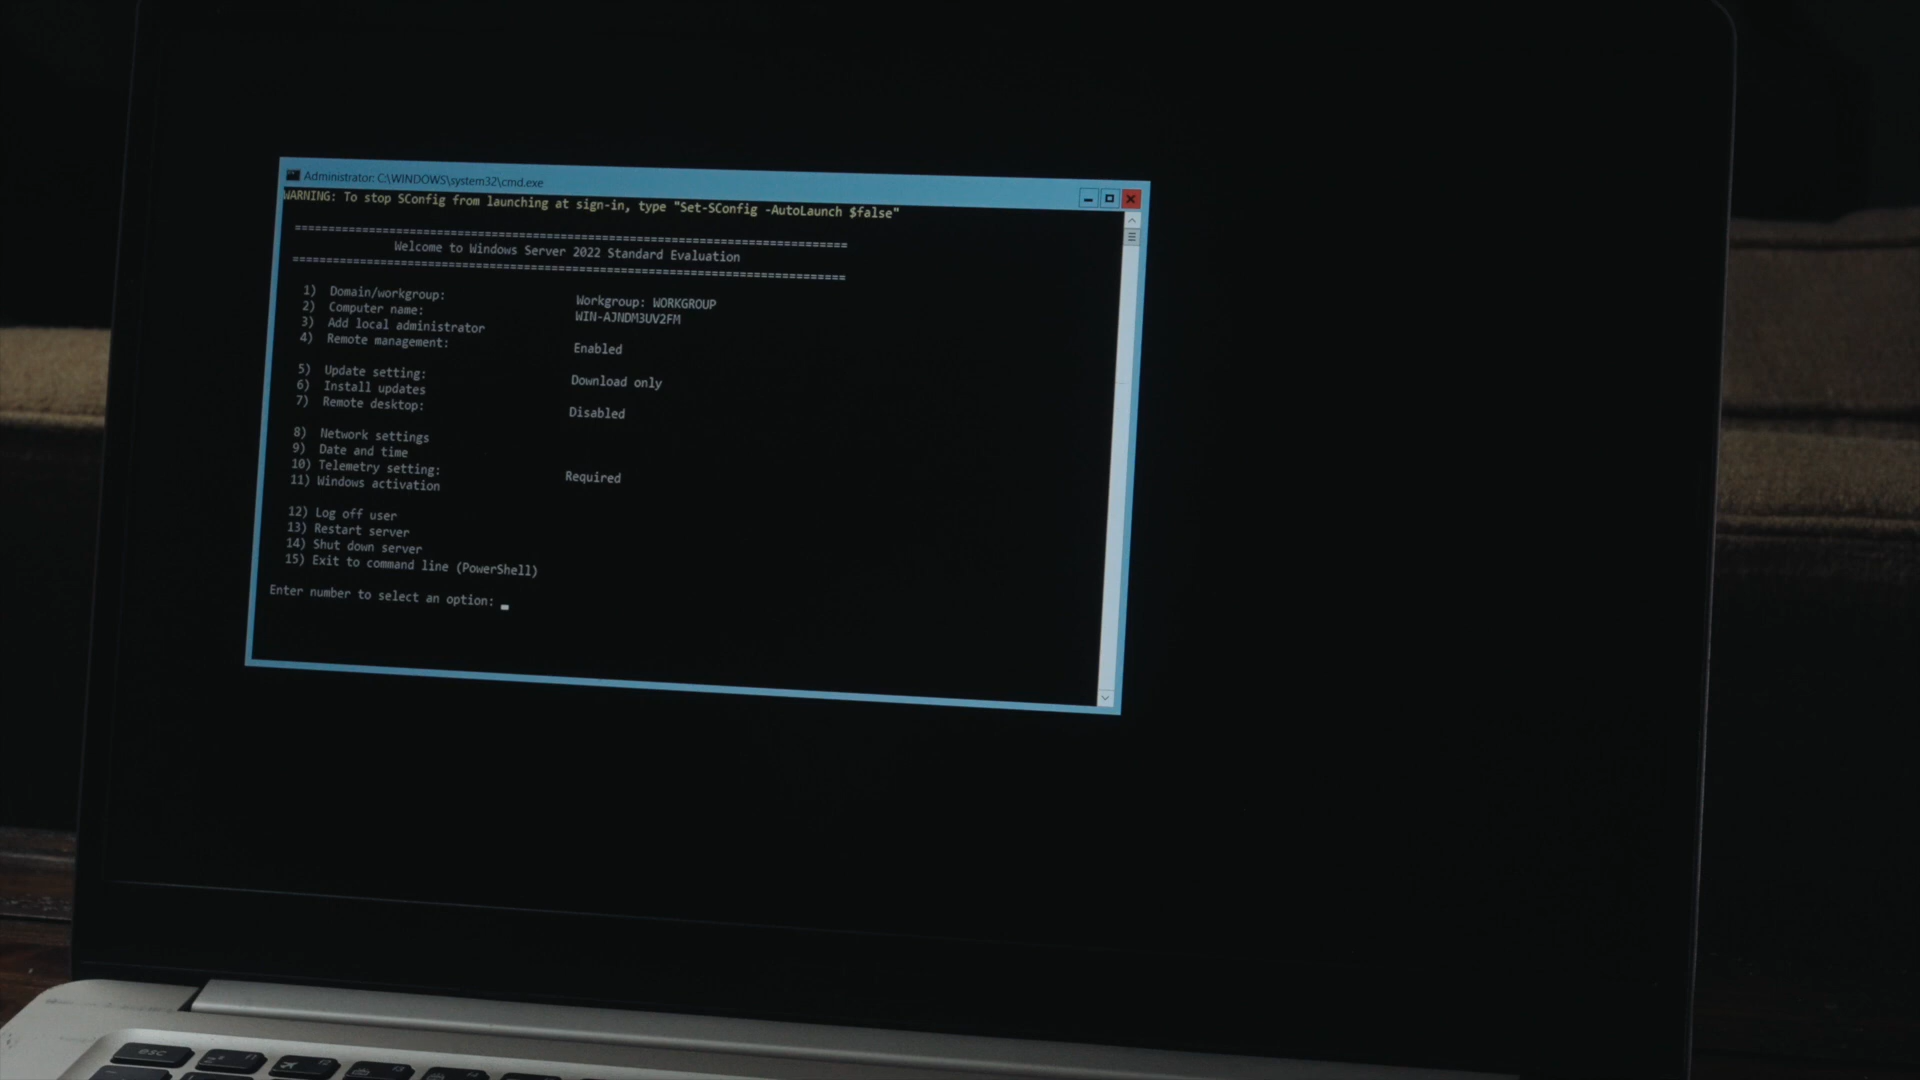 Administrator: C:\WINDOWS\system32\cmd.exe
WARNING: To stop SConfig from launching at sign-in, type "Set-SConfig -AutoLaunch $false"
Welcome to Windows Server 2022 Standard Evaluation
1) Domain/workgroup: Workgroup: WORKGROUP
2) Computer name: WIN-AJNDM3UV2FM
3) Add local administrator
4) Remote management: Enabled
5) Update setting: Download only
6) Install updates
7) Remote desktop: Disabled
8) Network settings
9) Date and time
10) Telemetry setting: Required
11) Windows activation
12) Log off user
13) Restart server
14) Shut down server
15) Exit to command line (PowerShell)
Enter number to select an option:
esc F1 F2 F3 F4